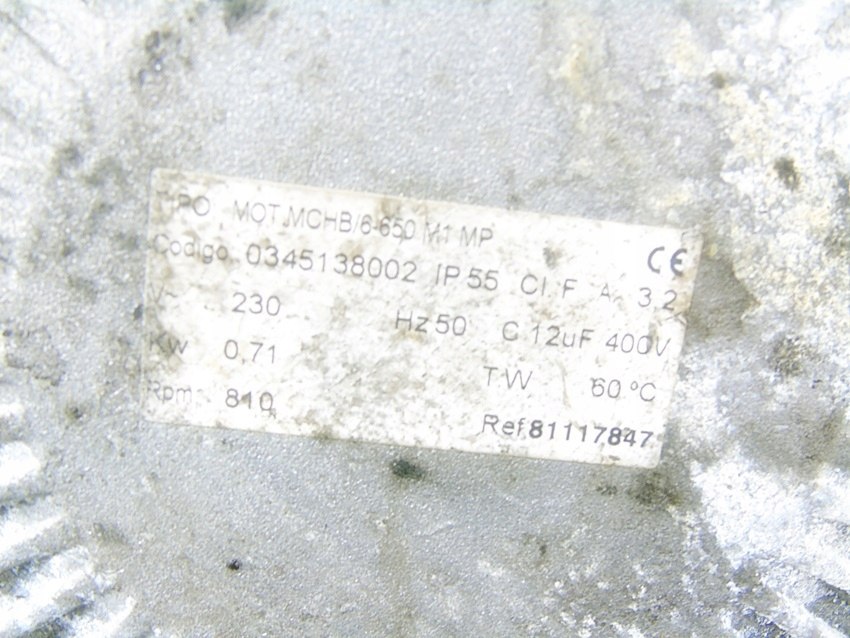 TIPO MOT.MCHB/6-650 M1 MP
CE
Codigo 0345138002 IP 55 Cl F A 3.2
V~ 230 Hz 50 C 12uF 400V
Kw 0,71 TW 60 ºC
Rpm 810 Ref.81117847